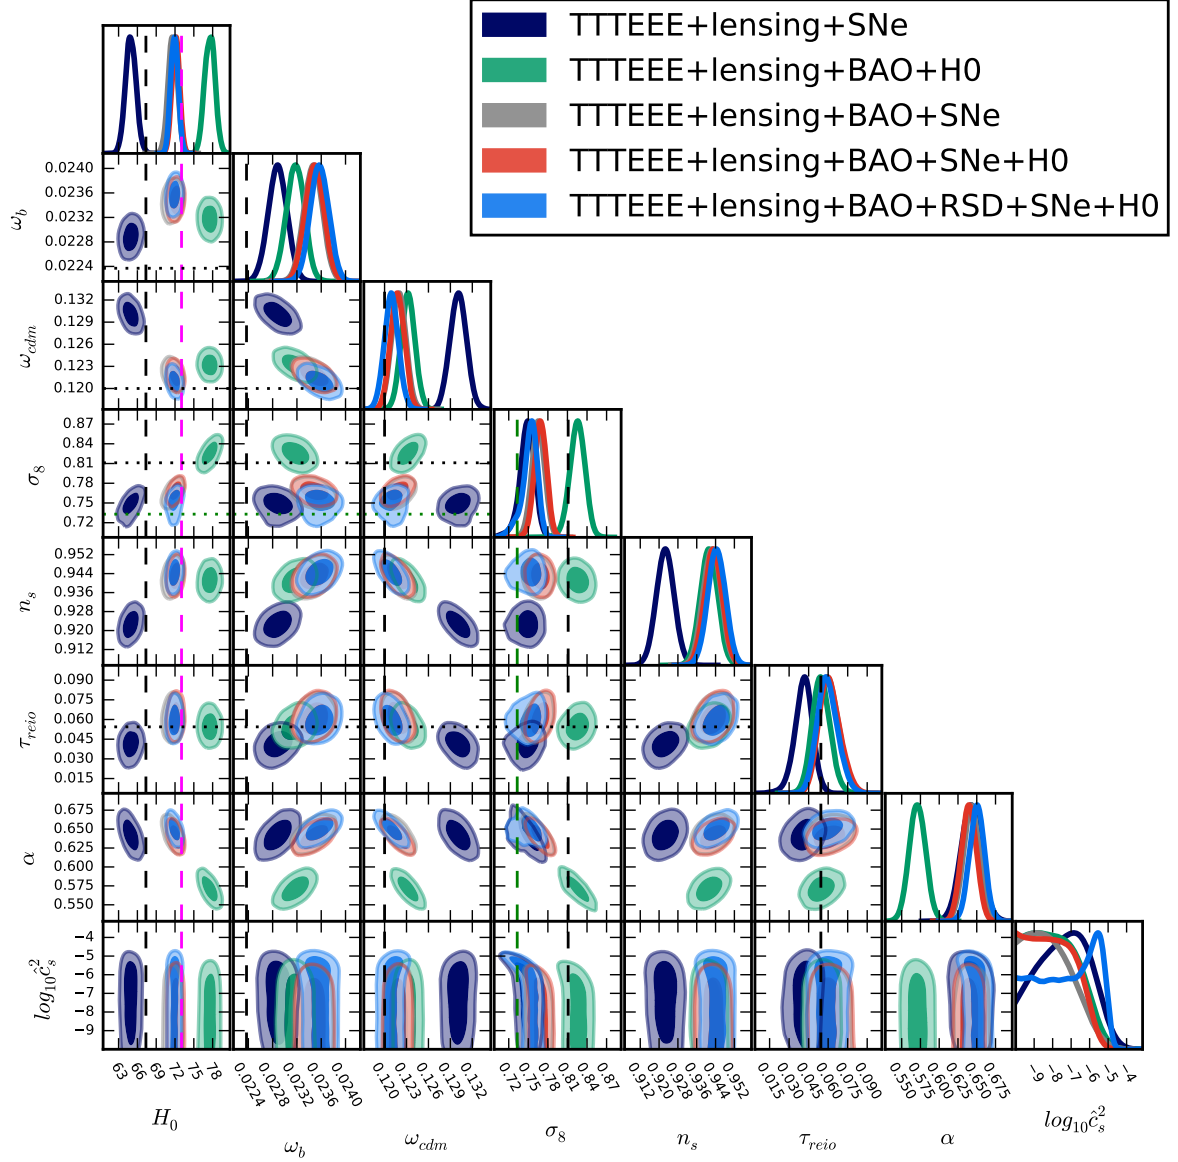 TTTEEE+lensing+SNe
TTTEEE+lensing+BAO+H0
TTTEEE+lensing+BAO+SNe
TTTEEE+lensing+BAO+SNe+H0
TTTEEE+lensing+BAO+RSD+SNe+H0
0.0240
0.0236
0.0232
0.0228
0.0224
ω_b
0.132
0.129
0.126
0.123
0.120
ω_cdm
0.87
0.84
0.81
0.78
0.75
0.72
σ_8
0.952
0.944
0.936
0.928
0.920
0.912
n_s
0.090
0.075
0.060
0.045
0.030
0.015
τ_reio
0.675
0.650
0.625
0.600
0.575
0.550
α
−4
−5
−6
−7
−8
−9
log₁₀ĉ_s²
63 66 69 72 75 78
0.0224 0.0228 0.0232 0.0236 0.0240
0.120 0.123 0.126 0.129 0.132
0.72 0.75 0.78 0.81 0.84 0.87
0.912 0.920 0.928 0.936 0.944 0.952
0.015 0.030 0.045 0.060 0.075 0.090
0.550 0.575 0.600 0.625 0.650 0.675
−9 −8 −7 −6 −5 −4
H_0 ω_b ω_cdm σ_8 n_s τ_reio α log₁₀ĉ_s²